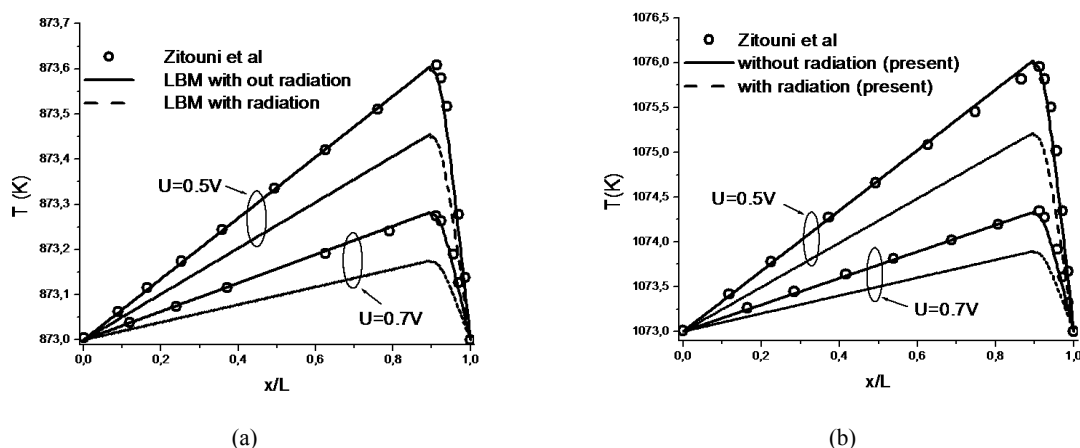 873,7
873,6
873,5
873,4
873,3
873,2
873,1
873,0
T (K)
Zitouni et al
LBM with out radiation
LBM with radiation
U=0.5V
U=0.7V
0,0 0,2 0,4 0,6 0,8 1,0
x/L
(a)
1076,5
1076,0
1075,5
1075,0
1074,5
1074,0
1073,5
1073,0
T(K)
Zitouni et al
without radiation (present)
with radiation (present)
U=0.5V
U=0.7V
0,0 0,2 0,4 0,6 0,8 1,0
x/L
(b)